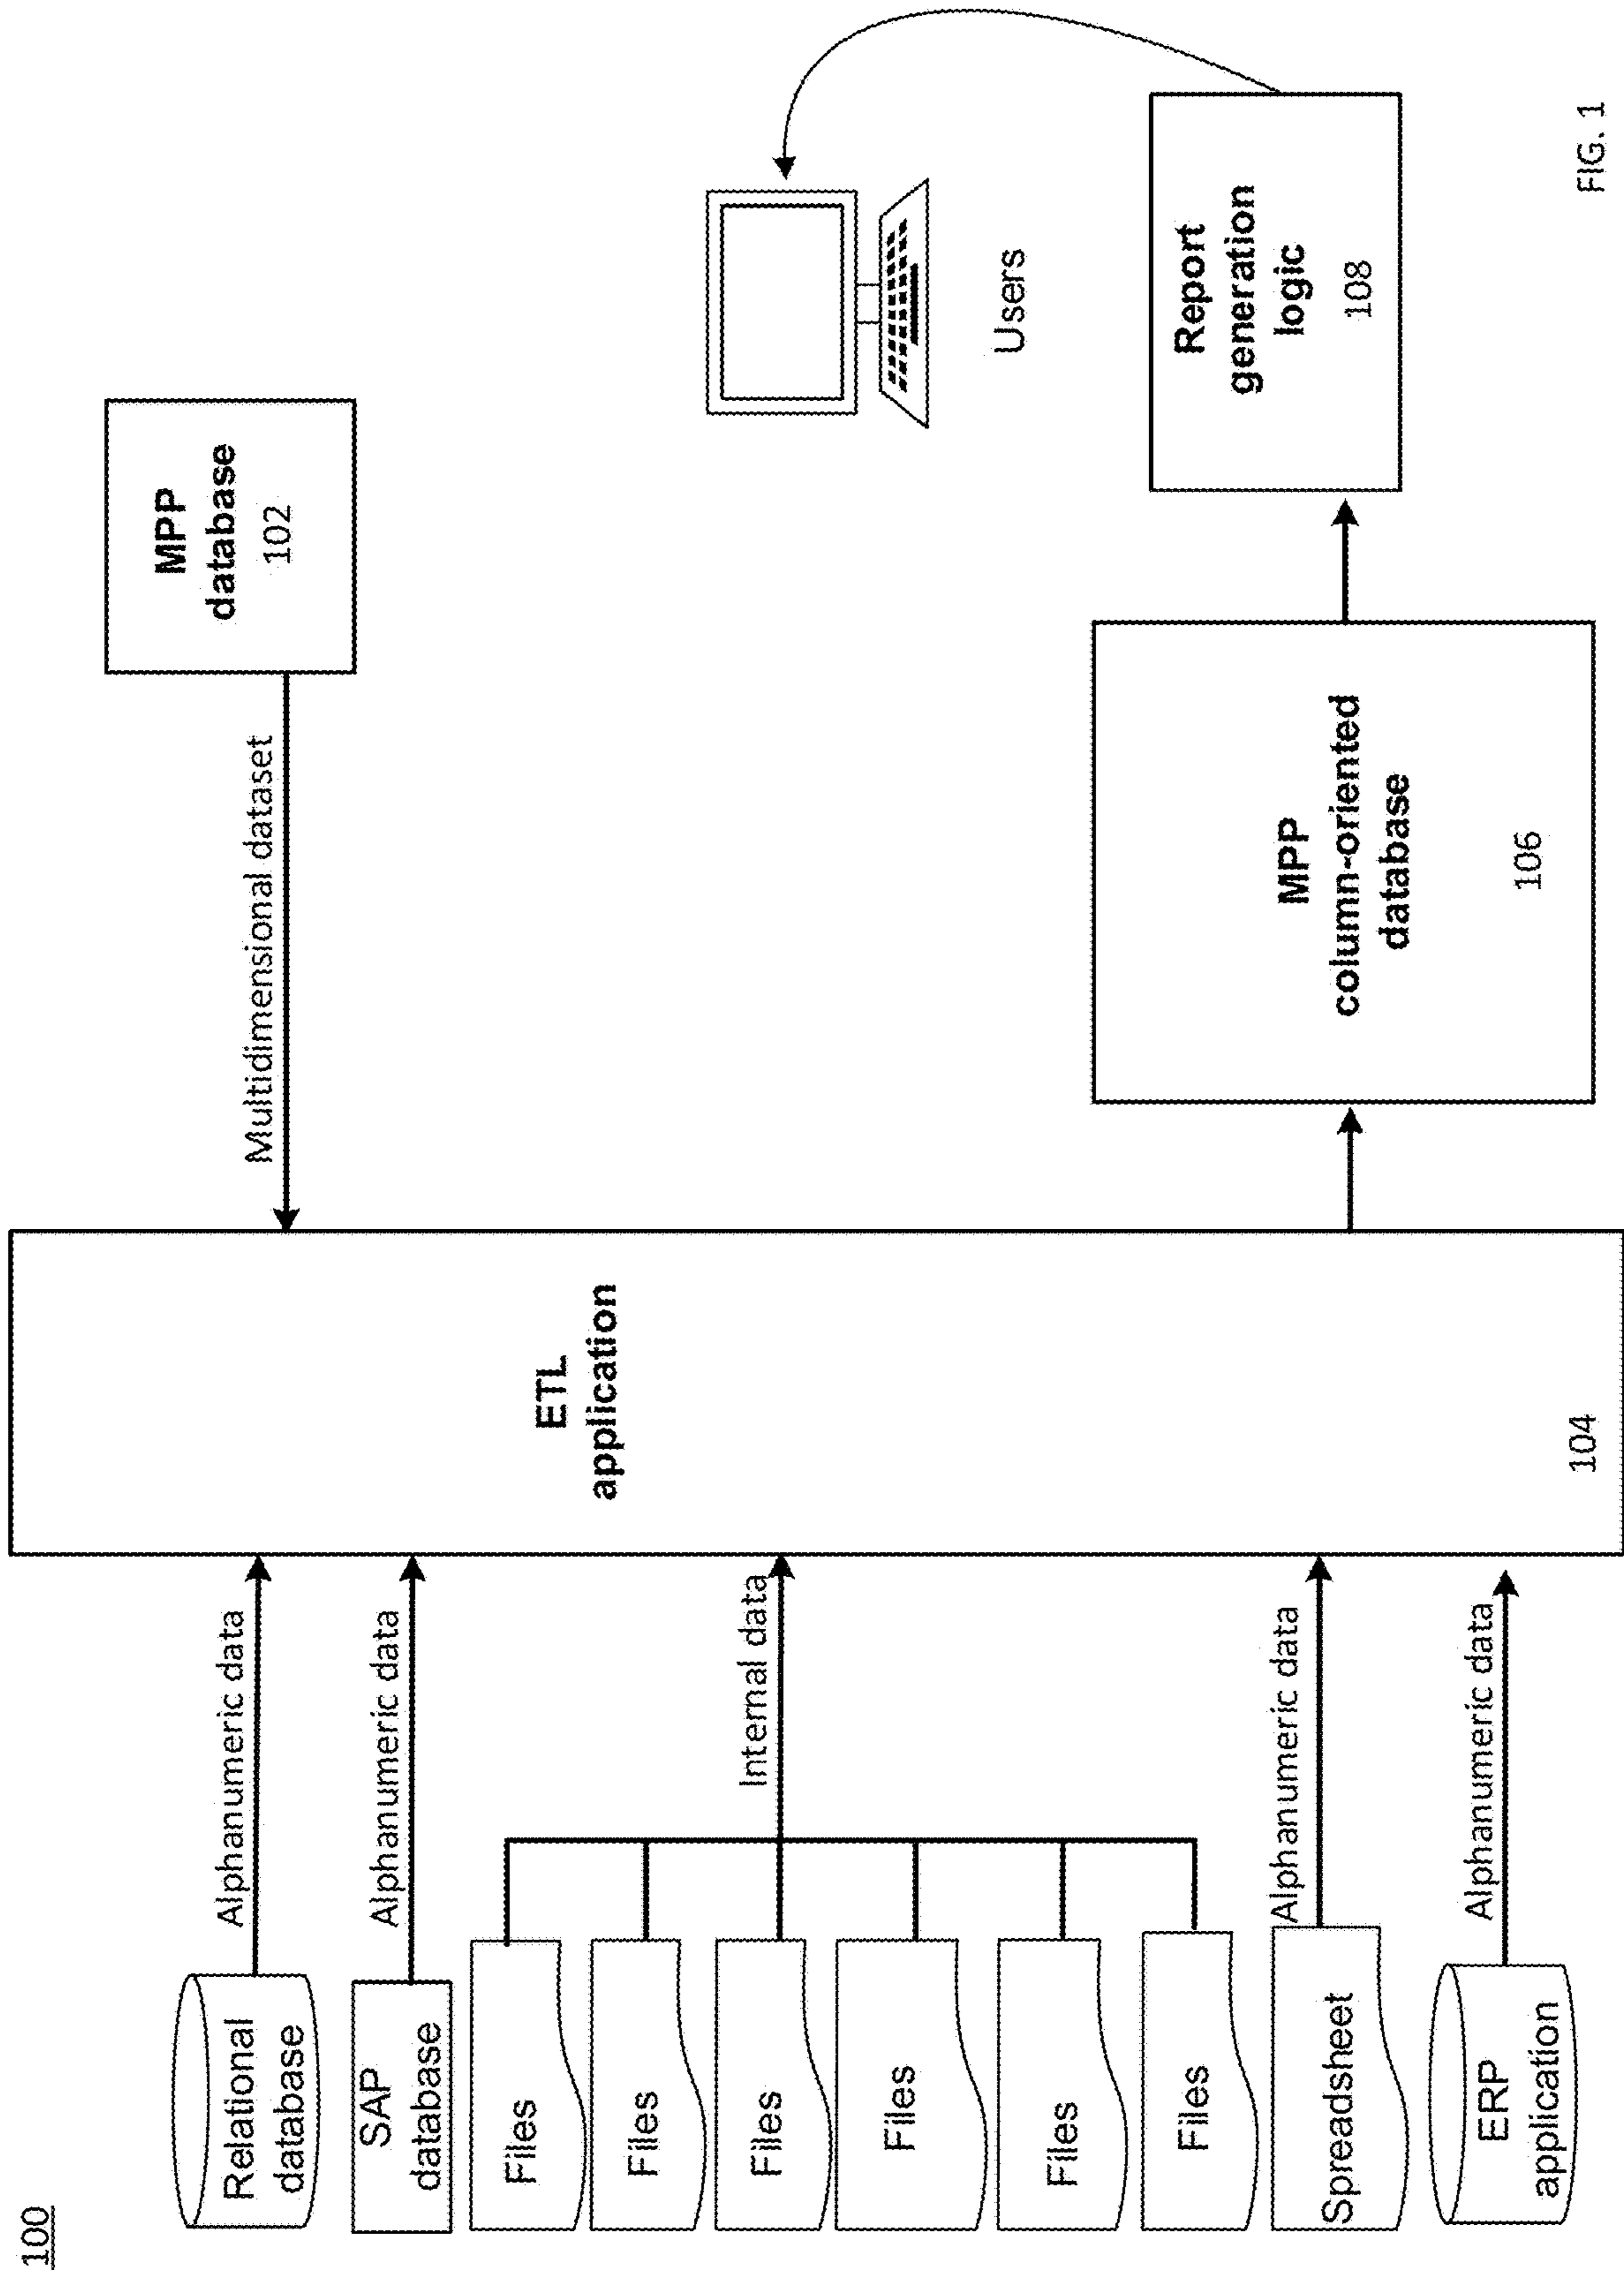 100
Relational
database
Alphanumeric data
SAP
database
Alphanumeric data
Files
Files
Files
Files
Files
Files
Internal data
Spreadsheet
Alphanumeric data
ERP
application
Alphanumeric data
ETL
application
104
Multidimensional dataset
MPP
database
102
MPP
column-oriented
database
106
Report
generation
logic
108
Users
FIG. 1